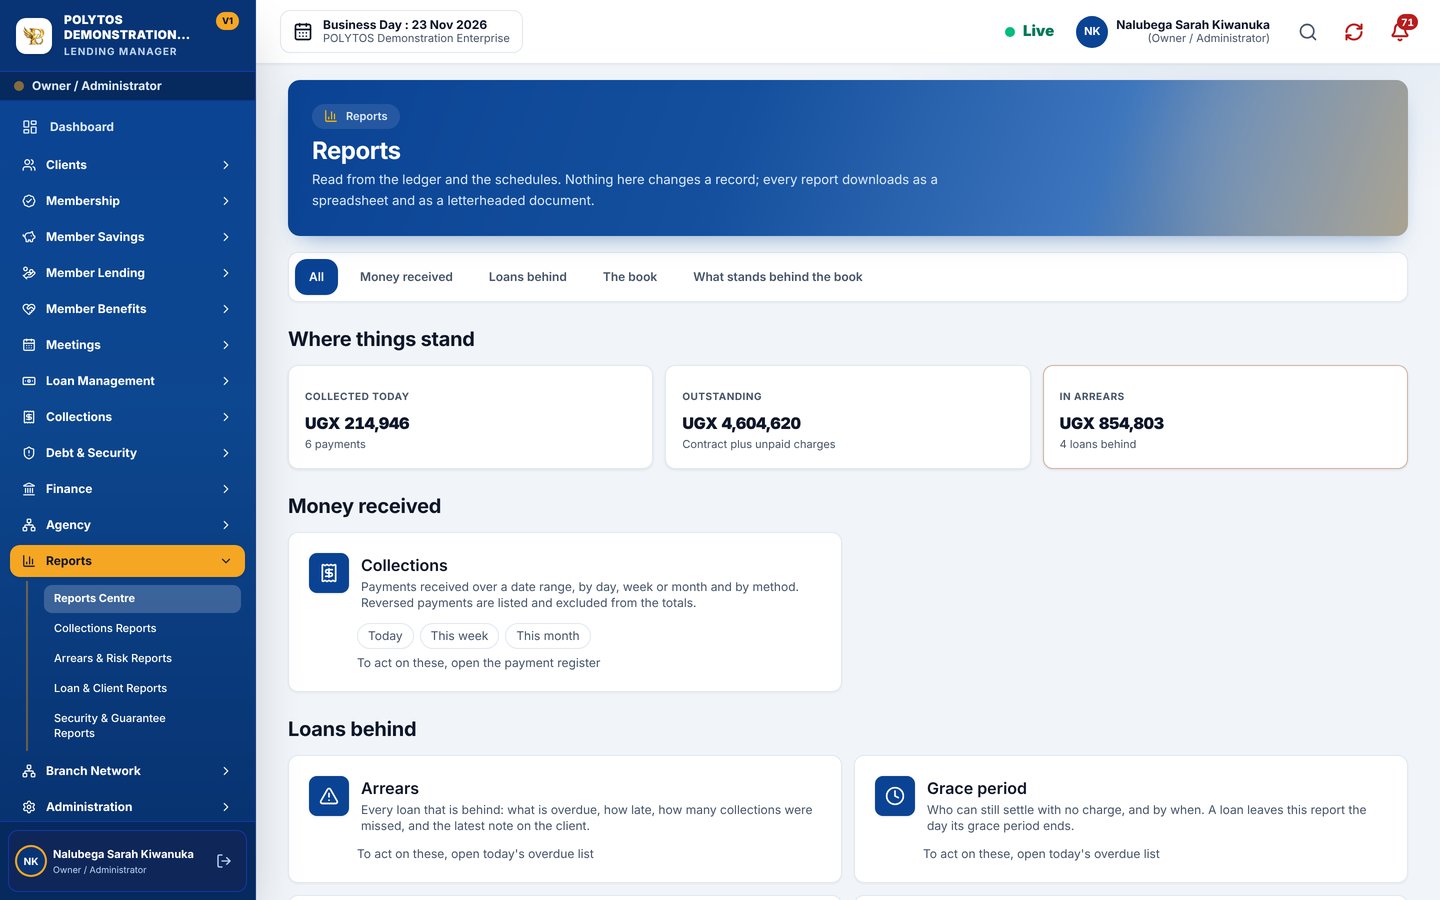 POLYTOS
DEMONSTRATION...
LENDING MANAGER
V1
Owner / Administrator
Dashboard
Clients
Membership
Member Savings
Member Lending
Member Benefits
Meetings
Loan Management
Collections
Debt & Security
Finance
Agency
Reports
Reports Centre
Collections Reports
Arrears & Risk Reports
Loan & Client Reports
Security & Guarantee
Reports
Branch Network
Administration
NK
Nalubega Sarah Kiwanuka
Owner / Administrator
Business Day : 23 Nov 2026
POLYTOS Demonstration Enterprise
Live
NK
Nalubega Sarah Kiwanuka
(Owner / Administrator)
71
Reports
Reports
Read from the ledger and the schedules. Nothing here changes a record; every report downloads as a
spreadsheet and as a letterheaded document.
All
Money received
Loans behind
The book
What stands behind the book
Where things stand
COLLECTED TODAY
UGX 214,946
6 payments
OUTSTANDING
UGX 4,604,620
Contract plus unpaid charges
IN ARREARS
UGX 854,803
4 loans behind
Money received
Collections
Payments received over a date range, by day, week or month and by method.
Reversed payments are listed and excluded from the totals.
Today
This week
This month
To act on these, open the payment register
Loans behind
Arrears
Every loan that is behind: what is overdue, how late, how many collections were
missed, and the latest note on the client.
To act on these, open today's overdue list
Grace period
Who can still settle with no charge, and by when. A loan leaves this report the
day its grace period ends.
To act on these, open today's overdue list